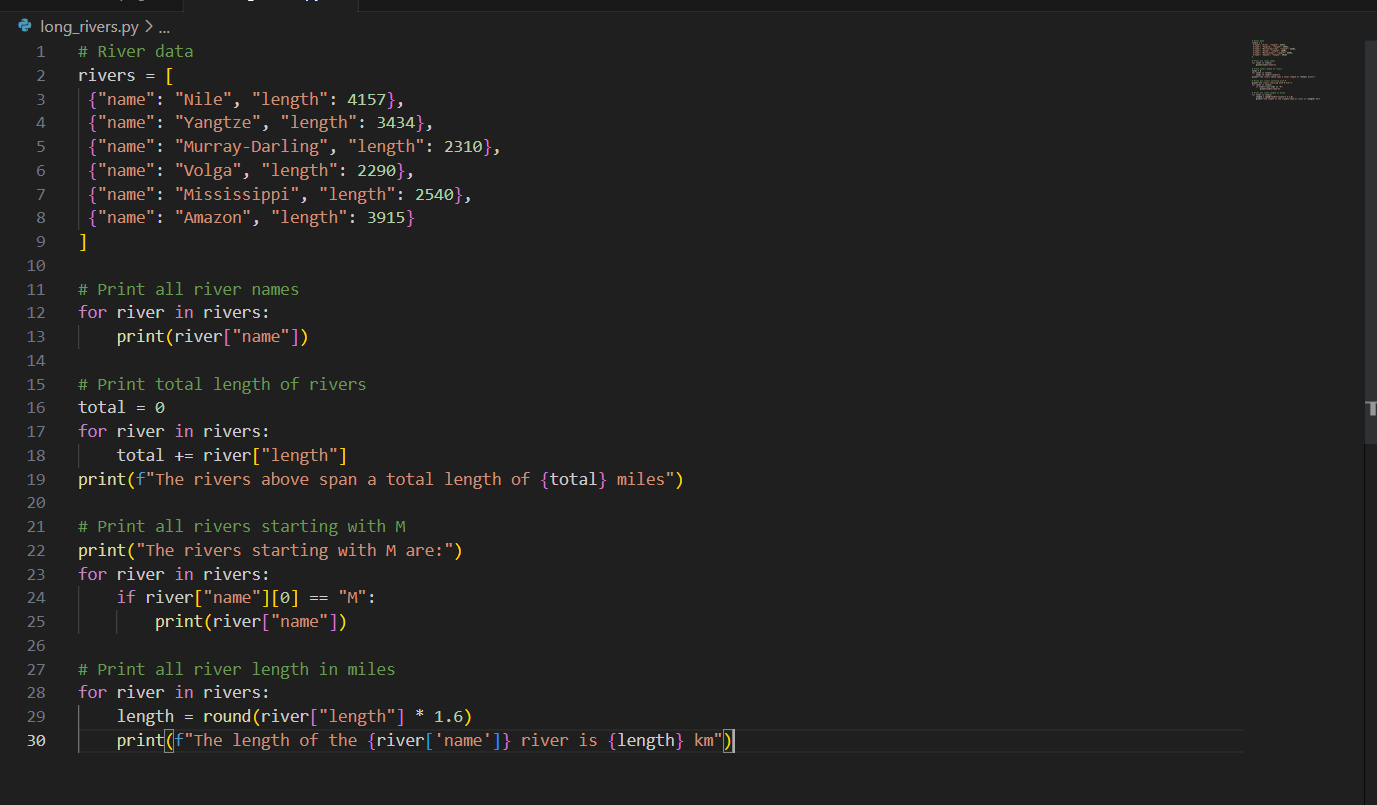 long_rivers.py > ...
1 # River data
2 rivers = [
3 {"name": "Nile", "length": 4157},
4 {"name": "Yangtze", "length": 3434},
5 {"name": "Murray-Darling", "length": 2310},
6 {"name": "Volga", "length": 2290},
7 {"name": "Mississippi", "length": 2540},
8 {"name": "Amazon", "length": 3915}
9 ]
10
11 # Print all river names
12 for river in rivers:
13     print(river["name"])
14
15 # Print total length of rivers
16 total = 0
17 for river in rivers:
18     total += river["length"]
19 print(f"The rivers above span a total length of {total} miles")
20
21 # Print all rivers starting with M
22 print("The rivers starting with M are:")
23 for river in rivers:
24     if river["name"][0] == "M":
25         print(river["name"])
26
27 # Print all river length in miles
28 for river in rivers:
29     length = round(river["length"] * 1.6)
30     print(f"The length of the {river['name']} river is {length} km")